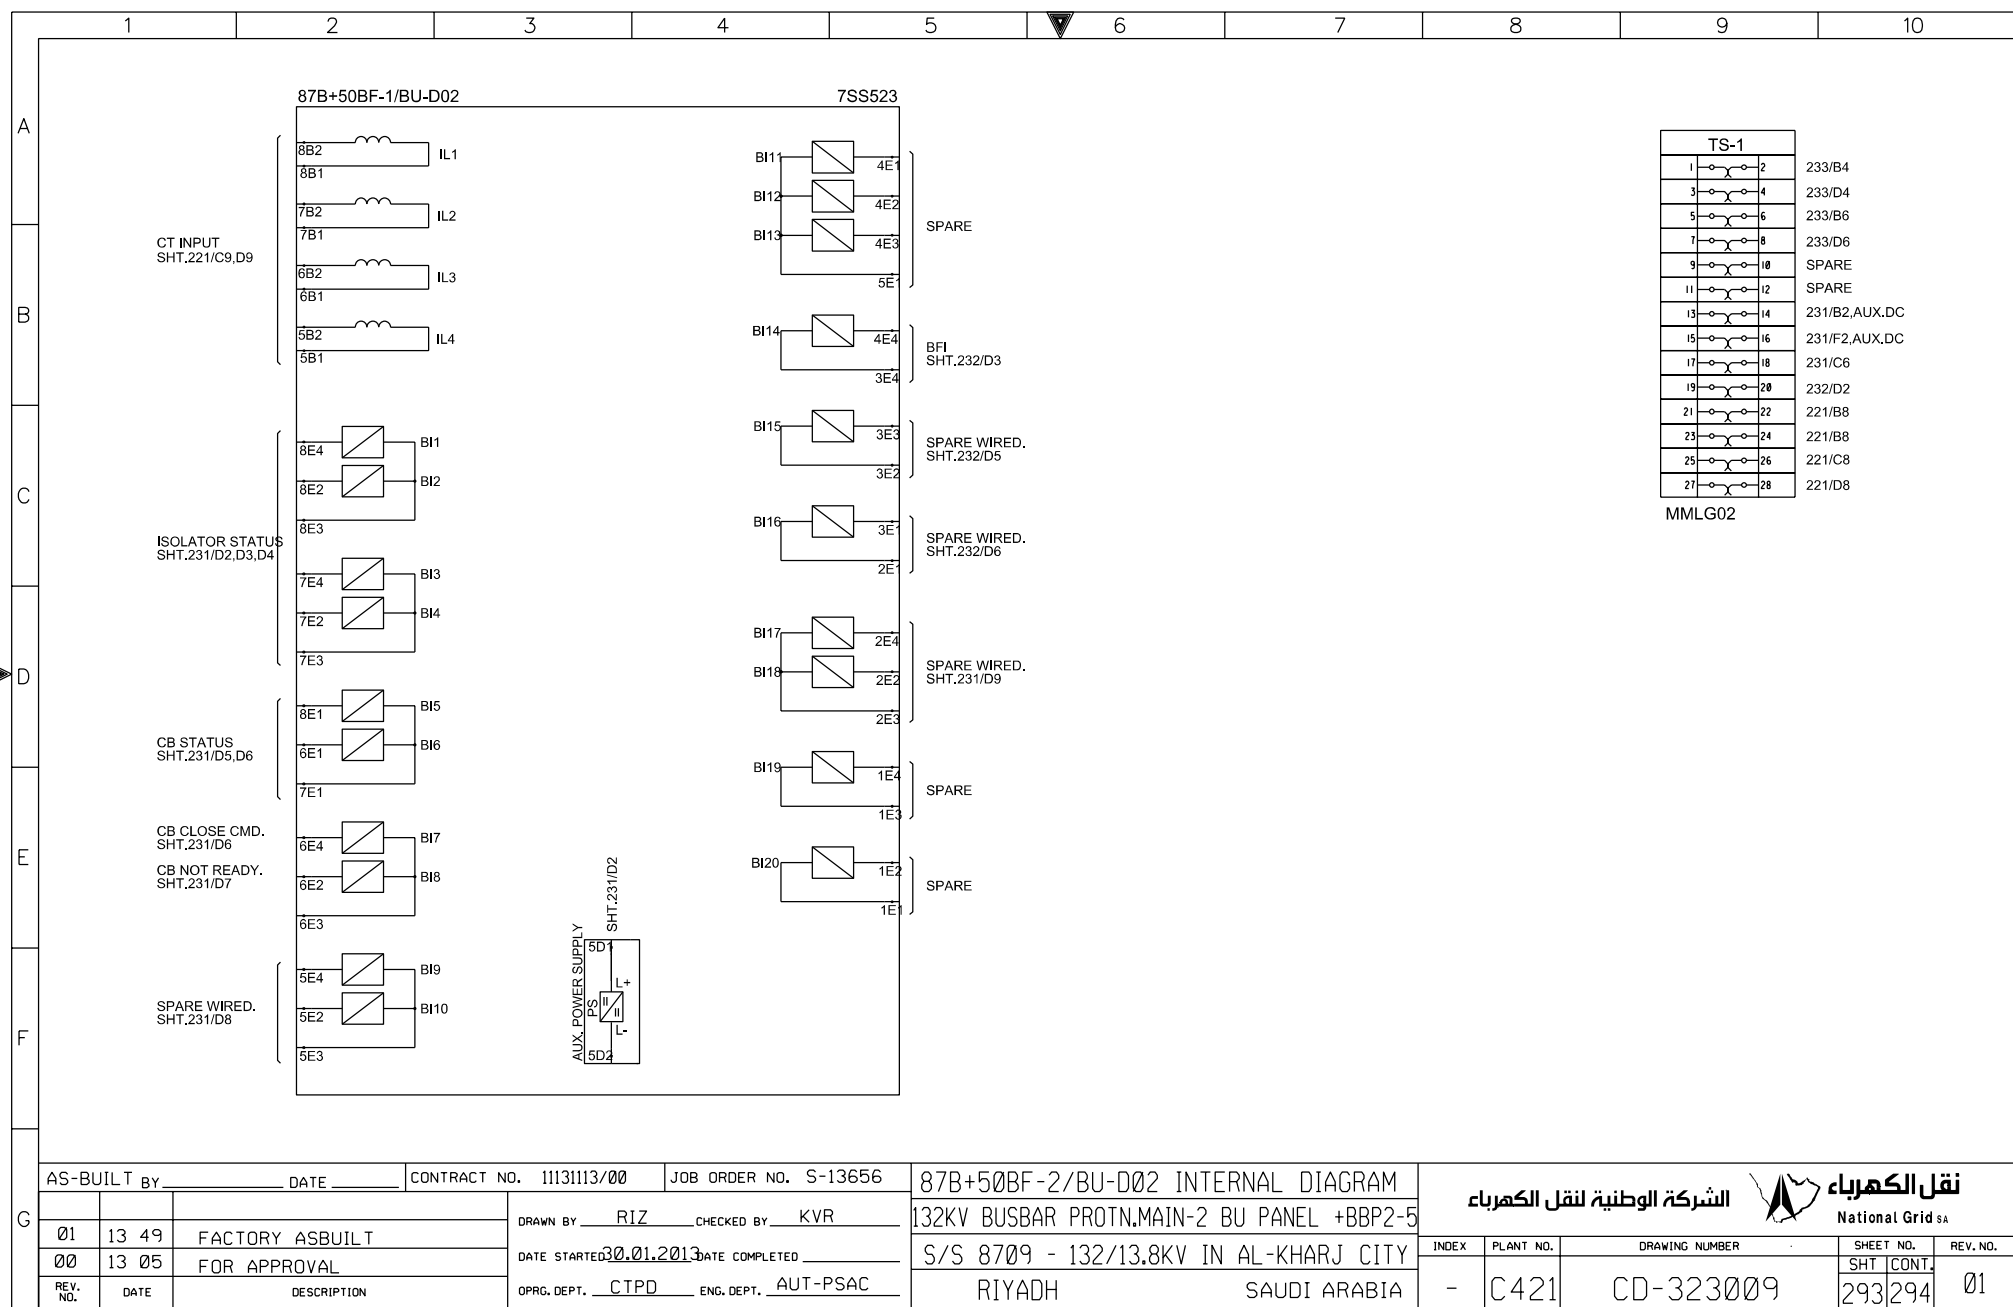 1 2 3 4 5 6 7 8 9 10
A
B
C
D
E
F
G
87B+50BF-1/BU-D02
7SS523
8B2
8B1
IL1
7B2
7B1
IL2
6B2
6B1
IL3
5B2
5B1
IL4
CT INPUT
SHT.221/C9,D9
8E4
BI1
8E2
BI2
8E3
ISOLATOR STATUS
SHT.231/D2,D3,D4
7E4
BI3
7E2
BI4
7E3
8E1
BI5
CB STATUS
SHT.231/D5,D6
6E1
BI6
7E1
CB CLOSE CMD.
SHT.231/D6
6E4
BI7
CB NOT READY.
SHT.231/D7
6E2
BI8
6E3
5E4
BI9
SPARE WIRED.
SHT.231/D8
5E2
BI10
5E3
AUX. POWER SUPPLY
PS
SHT.231/D2
5D1
L+
L-
5D2
BI11
4E1
BI12
4E2
BI13
4E3
5E1
SPARE
BI14
4E4
3E4
BFI
SHT.232/D3
BI15
3E3
3E2
SPARE WIRED.
SHT.232/D5
BI16
3E1
2E1
SPARE WIRED.
SHT.232/D6
BI17
2E4
BI18
2E2
2E3
SPARE WIRED.
SHT.231/D9
BI19
1E4
1E3
SPARE
BI20
1E2
1E1
SPARE
TS-1
1 2 233/B4
3 4 233/D4
5 6 233/B6
7 8 233/D6
9 10 SPARE
11 12 SPARE
13 14 231/B2,AUX.DC
15 16 231/F2,AUX.DC
17 18 231/C6
19 20 232/D2
21 22 221/B8
23 24 221/B8
25 26 221/C8
27 28 221/D8
MMLG02
AS-BUILT BY DATE
CONTRACT NO. 11131113/00
JOB ORDER NO. S-13656
01 13 49 FACTORY ASBUILT
00 13 05 FOR APPROVAL
REV. NO. DATE DESCRIPTION
DRAWN BY RIZ CHECKED BY KVR
DATE STARTED 30.01.2013 DATE COMPLETED
OPRG. DEPT. CTPD ENG. DEPT. AUT-PSAC
87B+50BF-2/BU-D02 INTERNAL DIAGRAM
132KV BUSBAR PROTN.MAIN-2 BU PANEL +BBP2-5
S/S 8709 - 132/13.8KV IN AL-KHARJ CITY
RIYADH SAUDI ARABIA
الشركة الوطنية لنقل الكهرباء
نقل الكهرباء
National Grid SA
INDEX PLANT NO. DRAWING NUMBER SHEET NO. REV. NO.
SHT CONT.
- C421 CD-323009 293 294 01